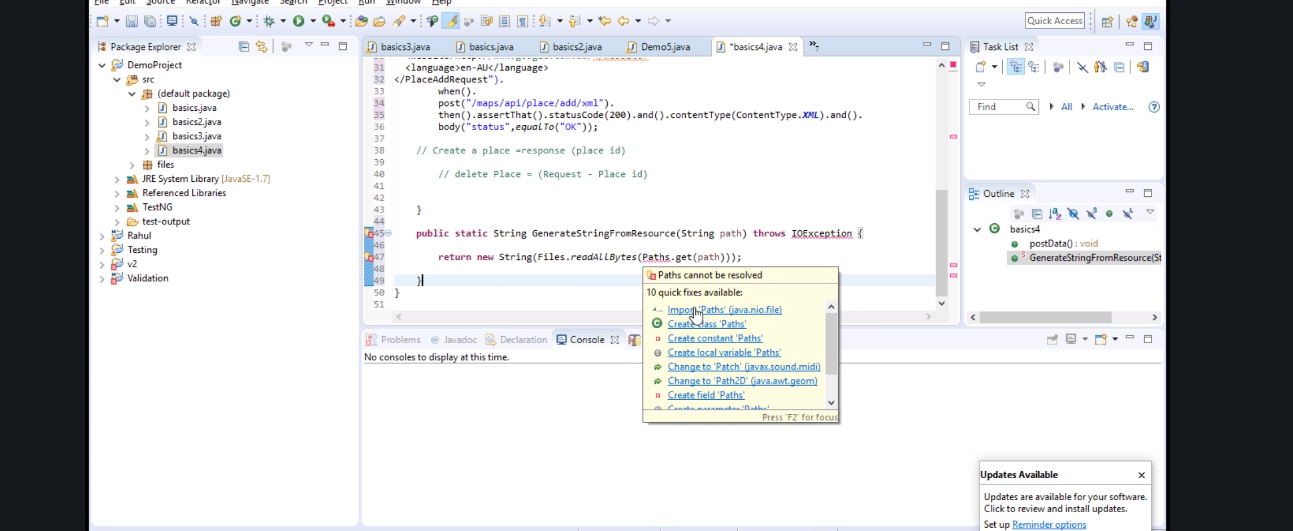 File Edit Source Refactor Navigate Search Project Run Window Help
Quick Access
Package Explorer
DemoProject
src
(default package)
basics.java
basics2.java
basics3.java
basics4.java
files
JRE System Library [JavaSE-1.7]
Referenced Libraries
TestNG
test-output
Rahul
Testing
v2
Validation
basics3.java basics.java basics2.java Demo5.java *basics4.java »7
31 <language>en-AU</language>
32 </PlaceAddRequest").
33 when().
34 post("/maps/api/place/add/xml").
35 then().assertThat().statusCode(200).and().contentType(ContentType.XML).and().
36 body("status",equalTo("OK"));
37
38 // Create a place =response (place id)
39
40 // delete Place = (Request - Place id)
41
42
43 }
44
45 public static String GenerateStringFromResource(String path) throws IOException {
46
47 return new String(Files.readAllBytes(Paths.get(path)));
48
49 }
50 }
51
Paths cannot be resolved
10 quick fixes available:
Import 'Paths' (java.nio.file)
Create class 'Paths'
Create constant 'Paths'
Create local variable 'Paths'
Change to 'Patch' (javax.sound.midi)
Change to 'Path2D' (java.awt.geom)
Create field 'Paths'
Create parameter 'Paths'
Press 'F2' for focus
Problems @ Javadoc Declaration Console
No consoles to display at this time.
Task List
Find All Activate...
Outline
basics4
postData() : void
GenerateStringFromResource(St
Updates Available
Updates are available for your software.
Click to review and install updates.
Set up Reminder options